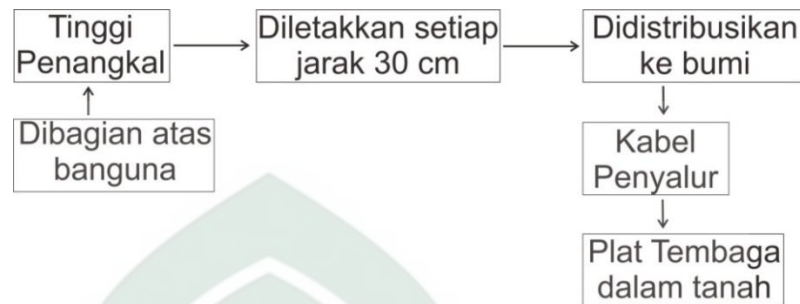 Tinggi
Penangkal
Diletakkan setiap
jarak 30 cm
Didistribusikan
ke bumi
Dibagian atas
banguna
Kabel
Penyalur
Plat Tembaga
dalam tanah